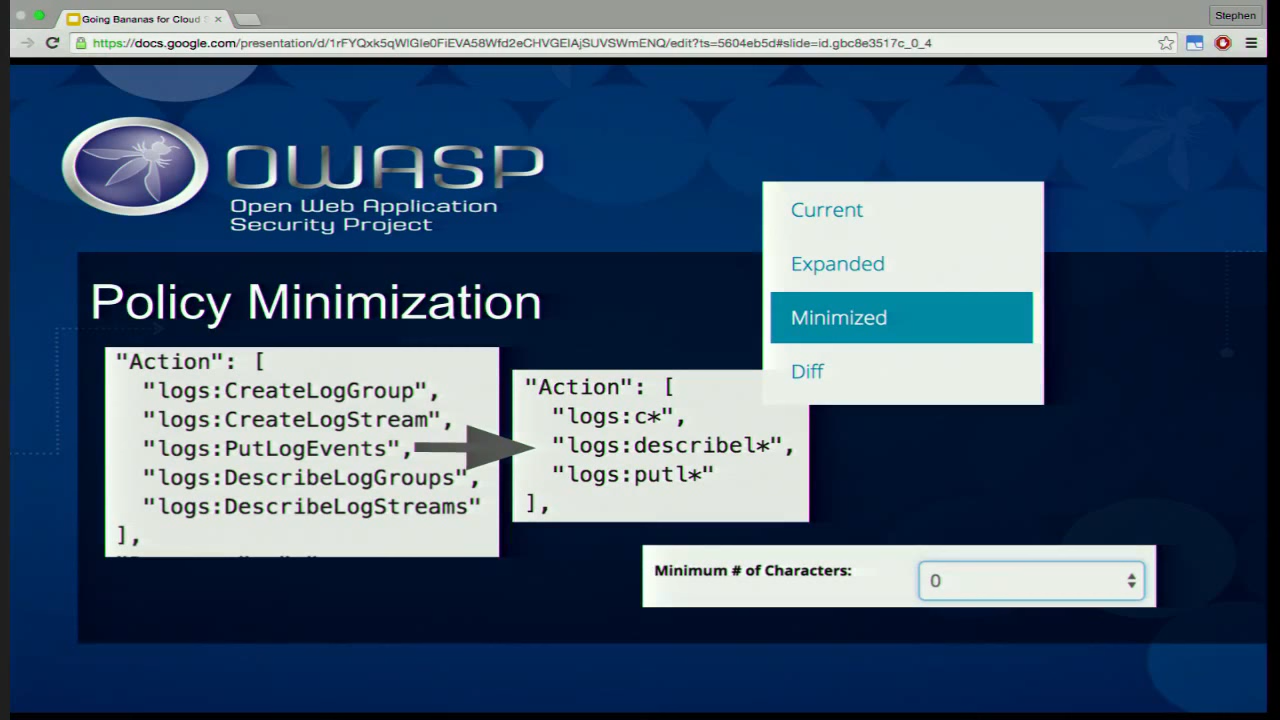 Going Bananas for Cloud
Stephen
https://docs.google.com/presentation/d/1rFYQxk5qWlGIe0FiEVA58Wfd2eCHVGEIAjSUVSWmENQ/edit?ts=5604eb5d#slide=id.gbc8e3517c_0_4
OWASP
Open Web Application
Security Project
Current
Expanded
Minimized
Diff
Policy Minimization
"Action": [
"logs:CreateLogGroup",
"logs:CreateLogStream",
"logs:PutLogEvents",
"logs:DescribeLogGroups",
"logs:DescribeLogStreams"
],
"Action": [
"logs:c*",
"logs:describel*",
"logs:putl*"
],
Minimum # of Characters:
0